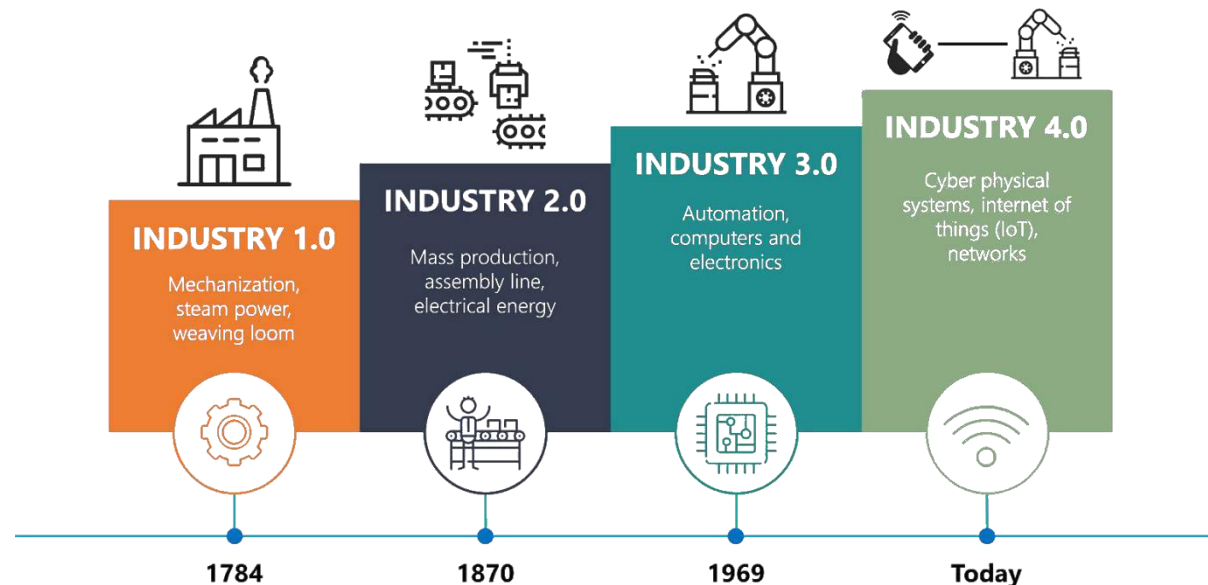 INDUSTRY 1.0
Mechanization,
steam power,
weaving loom
INDUSTRY 2.0
Mass production,
assembly line,
electrical energy
INDUSTRY 3.0
Automation,
computers and
electronics
INDUSTRY 4.0
Cyber physical
systems, internet of
things (IoT),
networks
1784
1870
1969
Today